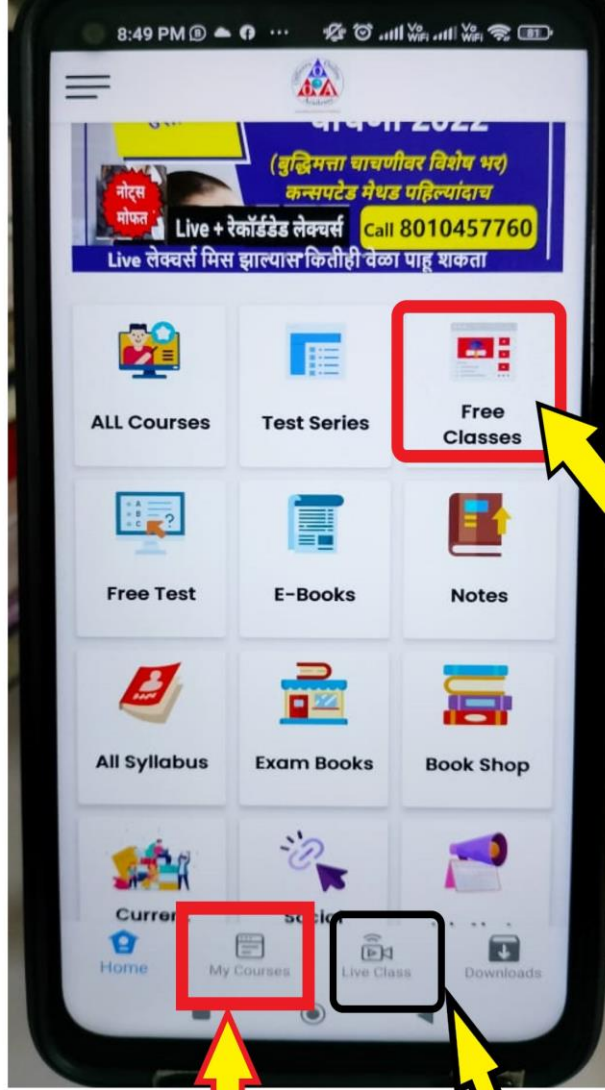 8:49 PM
81
चाचणी 2022
(बुद्धिमत्ता चाचणीवर विशेष भर)
कन्सपटेड मेथड पहिल्यांदाच
नोट्स
मोफत
Live + रेकॉर्डडेड लेक्चर्स
Call 8010457760
Live लेक्चर्स मिस झाल्यास कितीही वेळा पाहू शकता
ALL Courses
Test Series
Free
Classes
Free Test
E-Books
Notes
All Syllabus
Exam Books
Book Shop
Home
My Courses
Live Class
Downloads